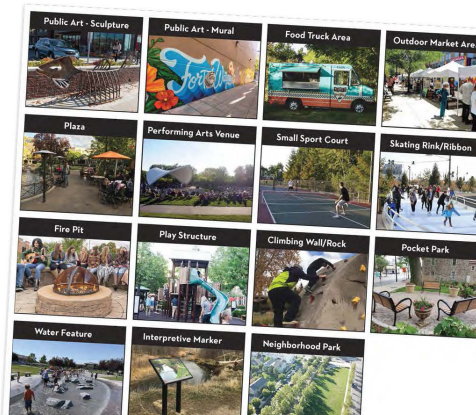 Public Art - Sculpture
Public Art - Mural
Food Truck Area
Outdoor Market Area
Plaza
Performing Arts Venue
Small Sport Court
Skating Rink/Ribbon
Fire Pit
Play Structure
Climbing Wall/Rock
Pocket Park
Water Feature
Interpretive Marker
Neighborhood Park